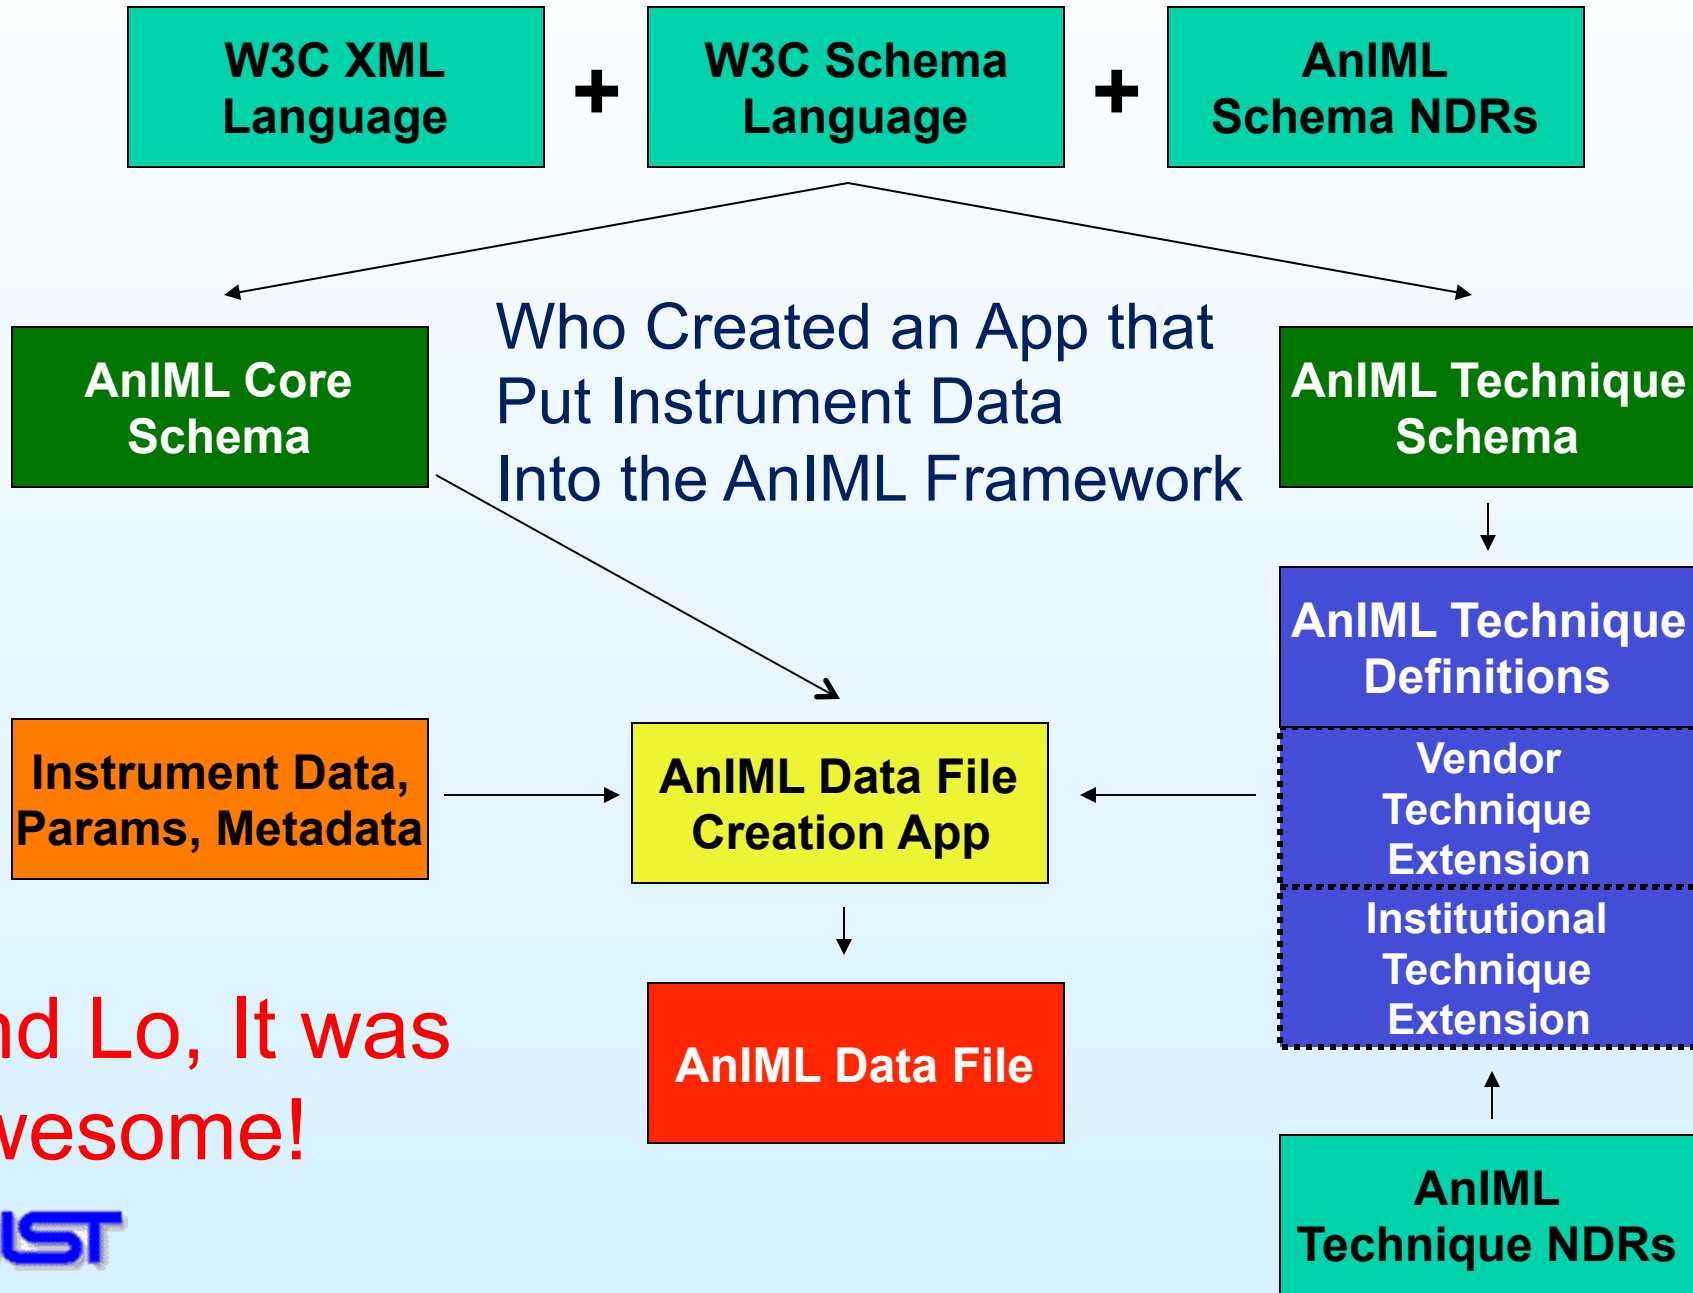 W3C XML
Language
+
W3C Schema
Language
+
AnIML
Schema NDRs
Who Created an App that
Put Instrument Data
Into the AnIML Framework
AnIML Core
Schema
AnIML Technique
Schema
AnIML Technique
Definitions
Vendor
Technique
Extension
Institutional
Technique
Extension
Instrument Data,
Params, Metadata
AnIML Data File
Creation App
AnIML Data File
nd Lo, It was
wesome!
IST
AnIML
Technique NDRs